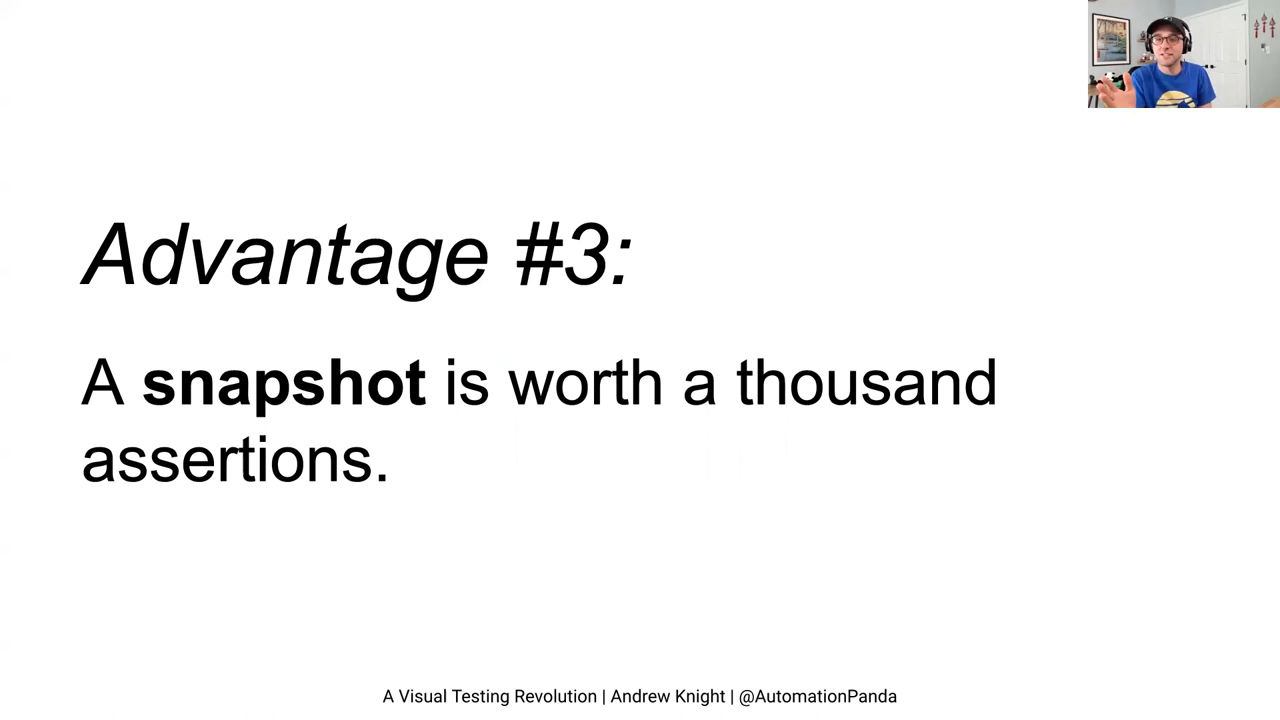 Advantage #3:
A snapshot is worth a thousand
assertions.
A Visual Testing Revolution | Andrew Knight | @AutomationPanda